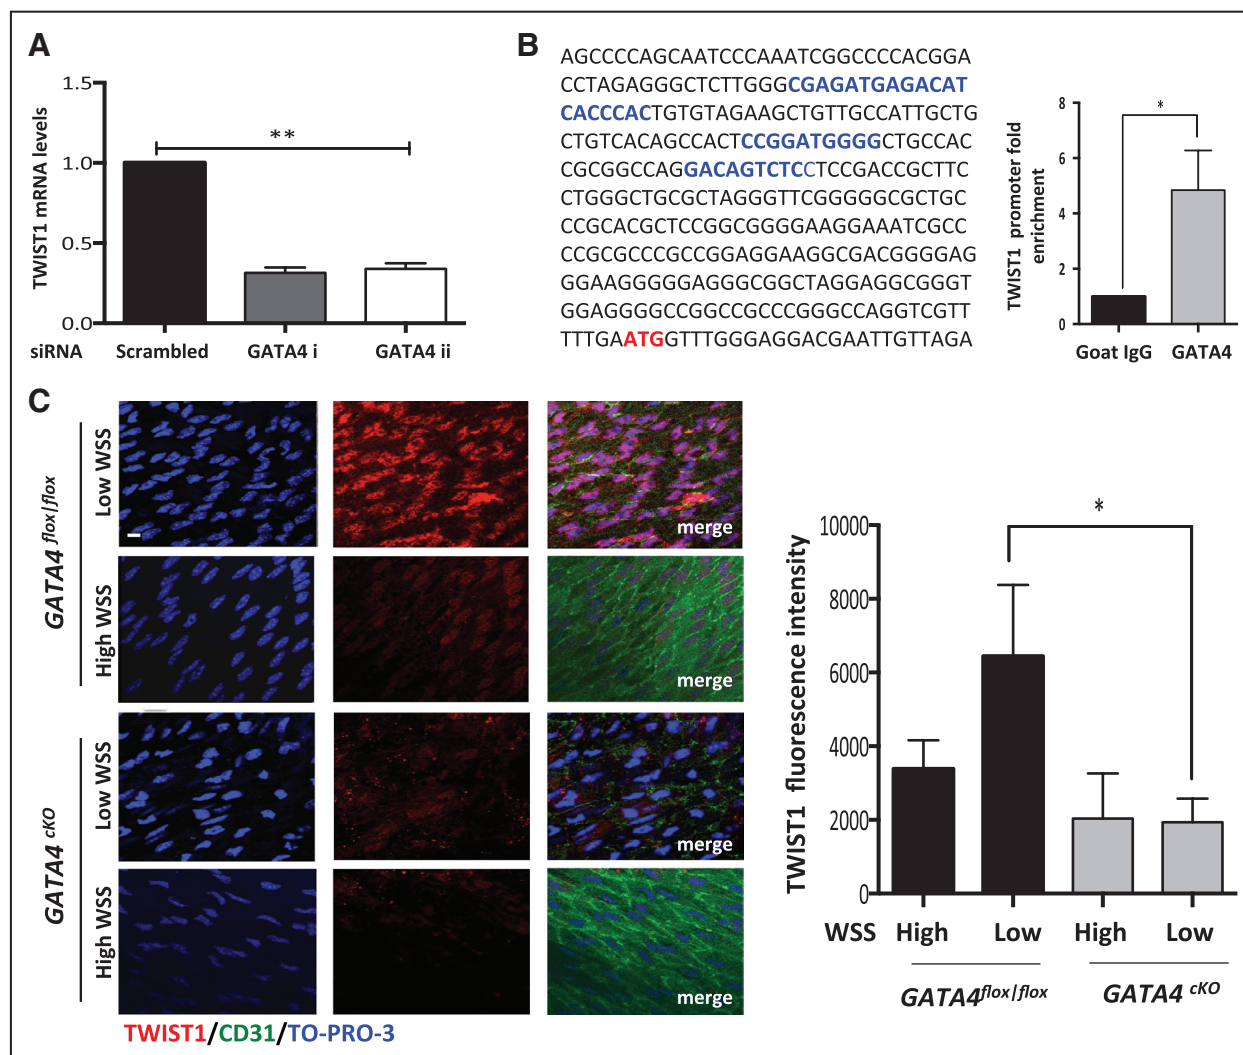 A
1.5
1.0
0.5
0.0
TWIST1 mRNA levels
**
siRNA Scrambled GATA4 i GATA4 ii
B
AGCCCCAGCAATCCCAAATCGGCCCCACGGA
CCTAGAGGGCTCTTGGGCGAGATGAGACAT
CACCCACTGTGTAGAAGCTGTTGCCATTGCTG
CTGTCACAGCCACTCCGGATGGGGCTGCCAC
CGCGGCCAGGACAGTCTCCTCCGACCGCTTC
CTGGGCTGCGCTAGGGTTCGGGGGCGCTGC
CCGCACGCTCCGGCGGGGAAGGAAATCGCC
CCGCGCCCGCCGGAGGAAGGCGACGGGGAG
GGAAGGGGGAGGGCGGCTAGGAGGCGGGT
GGAGGGGCCGGCCGCCCGGGCCAGGTCGTT
TTTGAATGGTTTGGGAGGACGAATTGTTAGA
TWIST1 promoter fold
enrichment
8
6
4
2
0
*
Goat IgG GATA4
C
GATA4 flox/flox
Low WSS
merge
High WSS
merge
GATA4 cKO
Low WSS
merge
High WSS
merge
TWIST1/CD31/TO-PRO-3
TWIST1 fluorescence intensity
10000
8000
6000
4000
2000
0
*
WSS High Low High Low
GATA4flox/flox GATA4 cKO